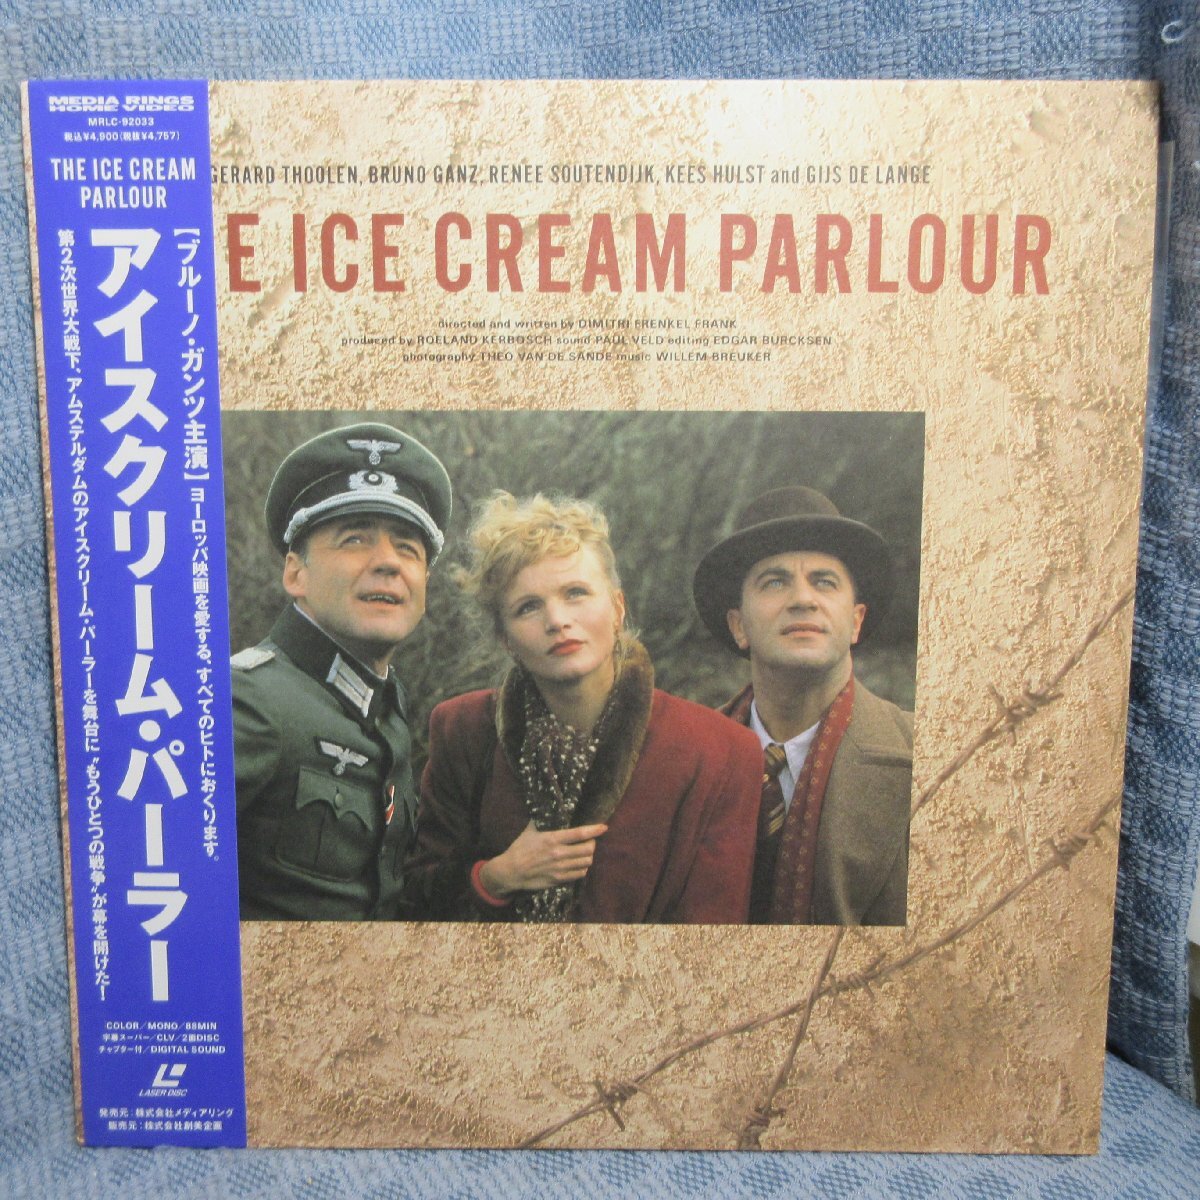 MEDIA RINGS
HOME VIDEO
MRLC-92033
税込¥4,900(税抜¥4,757)
THE ICE CREAM
PARLOUR
【ブルーノ・ガンツ主演】ヨーロッパ映画を愛する、すべてのヒトにおくります。
アイスクリーム・パーラー
第2次世界大戦下、アムステルダムのアイスクリーム・パーラーを舞台に“もうひとつの戦争”が幕を開けた!
COLOR/MONO/88MIN
字幕スーパー/CLV/2面DISC
チャプター付/DIGITAL SOUND
LASER DISC
発売元:株式会社メディアリング
販売元:株式会社創美企画
GERARD THOOLEN, BRUNO GANZ, RENEE SOUTENDIJK, KEES HULST and GIJS DE LANGE
E ICE CREAM PARLOUR
directed and written by DIMITRI FRENKEL FRANK
produced by ROELAND KERBOSCH sound PAUL VELD editing EDGAR BURCKSEN
photography THEO VAN DE SANDE music WILLEM BREUKER